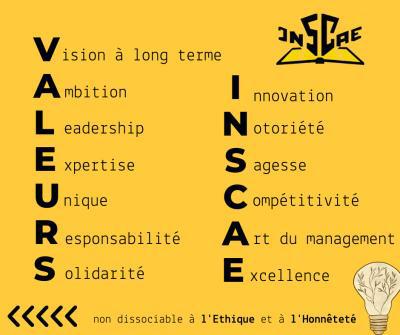 INSCAE
Vision à long terme
Ambition
Leadership
Expertise
Unique
Responsabilité
Solidarité
Innovation
Notoriété
Sagesse
Compétitivité
Art du management
Excellence
non dissociable à l'Ethique et à l'Honnêteté